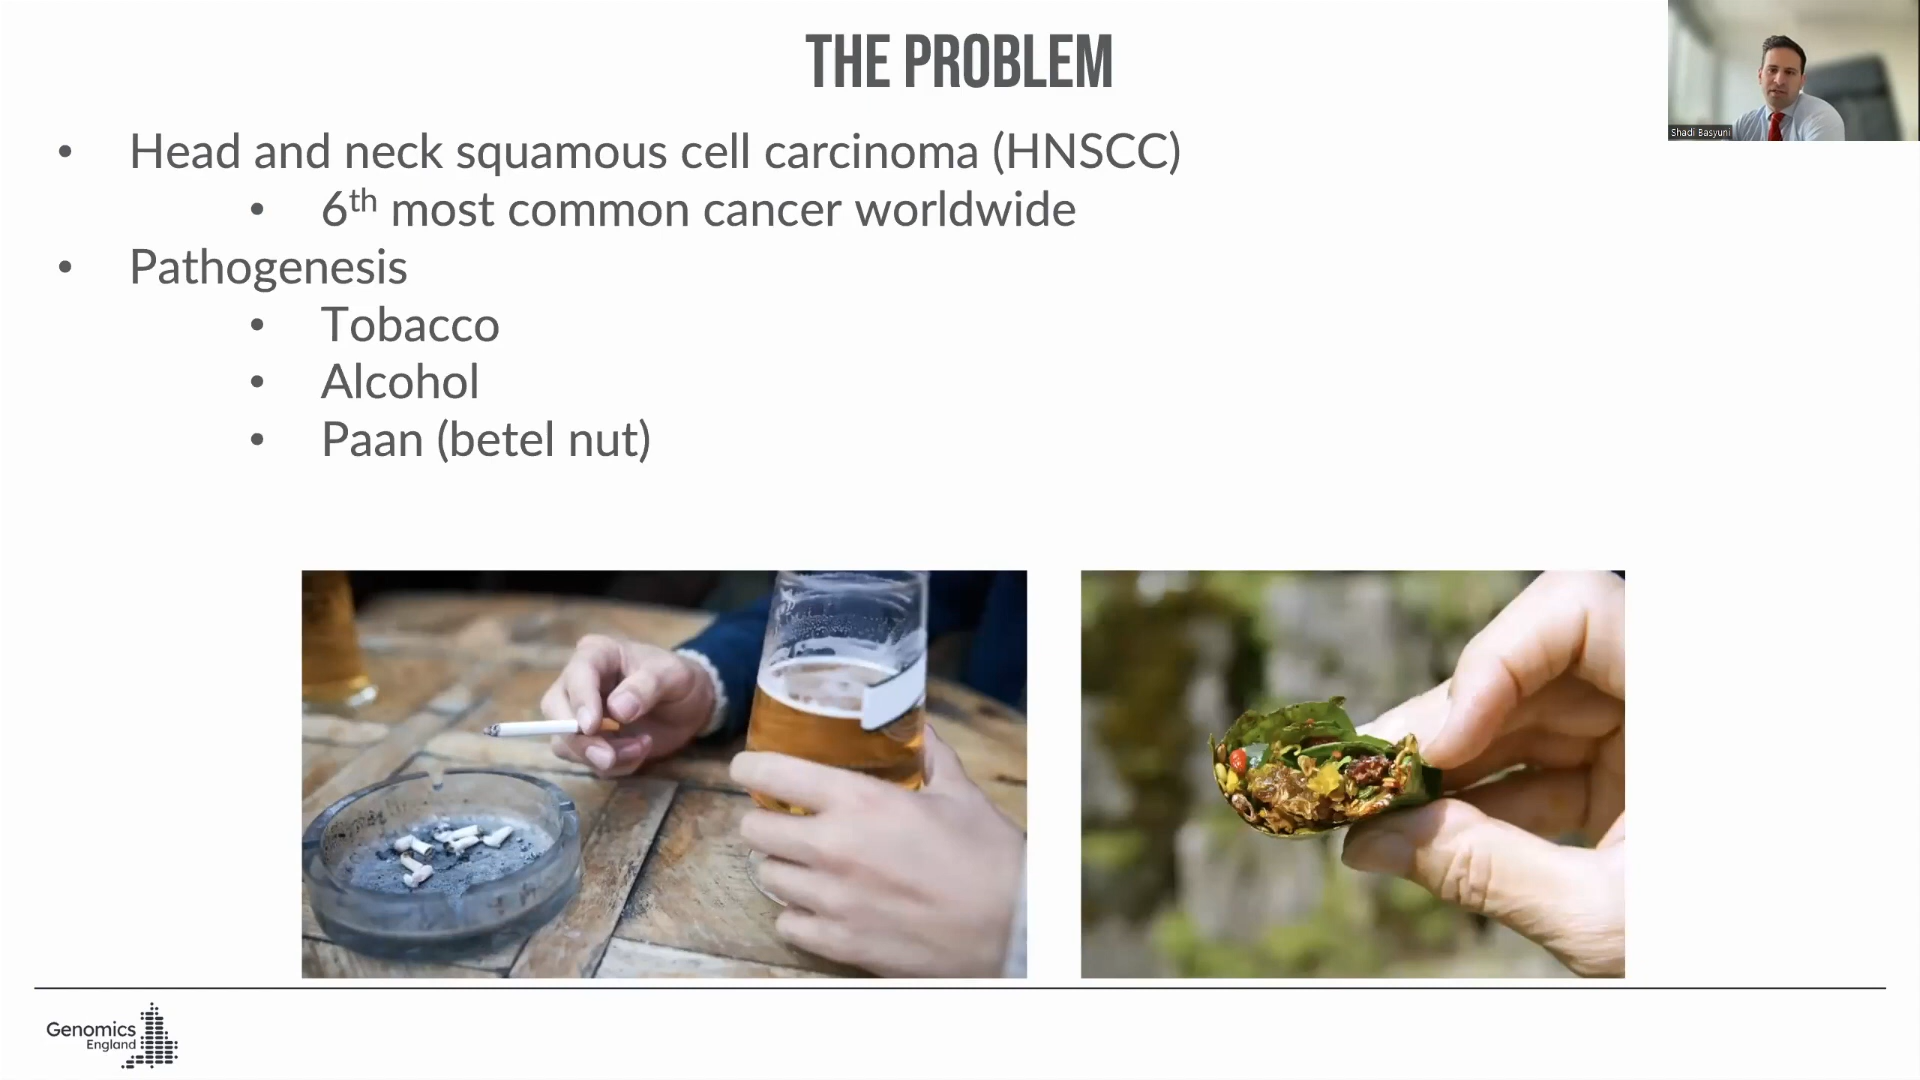 THE PROBLEM
Shadi Basyuni
• Head and neck squamous cell carcinoma (HNSCC)
• 6th most common cancer worldwide
• Pathogenesis
• Tobacco
• Alcohol
• Paan (betel nut)
Genomics
England